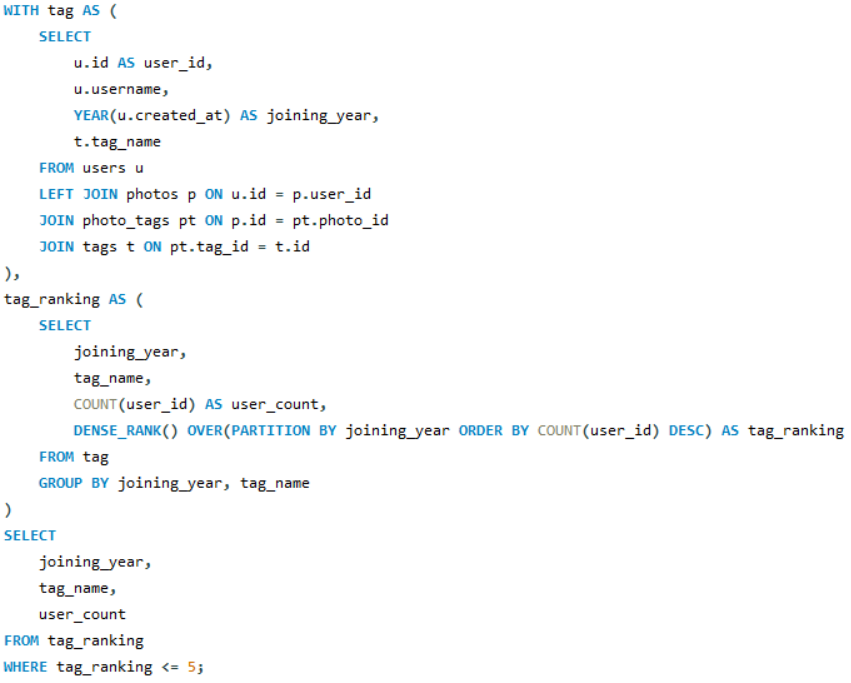 WITH tag AS (
    SELECT
        u.id AS user_id,
        u.username,
        YEAR(u.created_at) AS joining_year,
        t.tag_name
    FROM users u
    LEFT JOIN photos p ON u.id = p.user_id
    JOIN photo_tags pt ON p.id = pt.photo_id
    JOIN tags t ON pt.tag_id = t.id
),
tag_ranking AS (
    SELECT
        joining_year,
        tag_name,
        COUNT(user_id) AS user_count,
        DENSE_RANK() OVER(PARTITION BY joining_year ORDER BY COUNT(user_id) DESC) AS tag_ranking
    FROM tag
    GROUP BY joining_year, tag_name
)
SELECT
    joining_year,
    tag_name,
    user_count
FROM tag_ranking
WHERE tag_ranking <= 5;